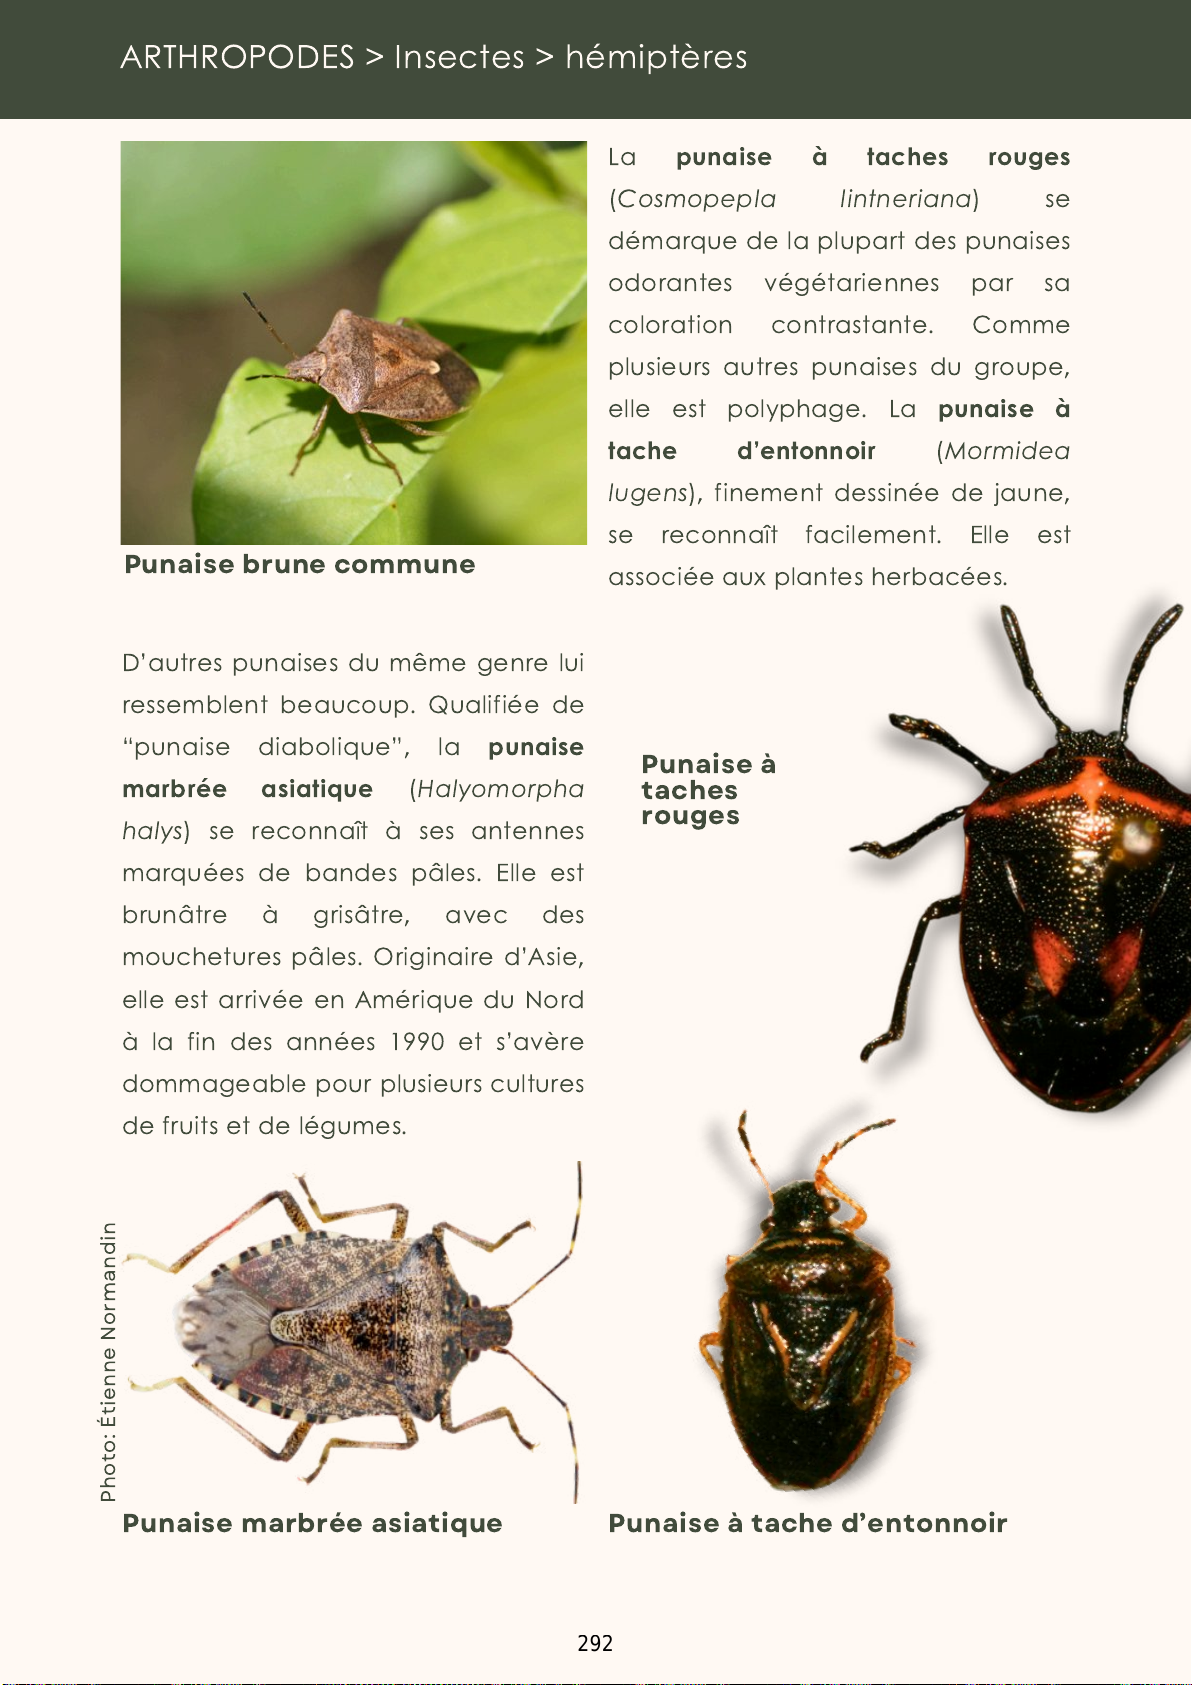 ARTHROPODES > Insectes > hémiptères
Punaise brune commune
D’autres punaises du même genre lui
ressemblent beaucoup. Qualifiée de
“punaise diabolique”, la punaise
marbrée asiatique (Halyomorpha
halys) se reconnaît à ses antennes
marquées de bandes pâles. Elle est
brunâtre à grisâtre, avec des
mouchetures pâles. Originaire d’Asie,
elle est arrivée en Amérique du Nord
à la fin des années 1990 et s’avère
dommageable pour plusieurs cultures
de fruits et de légumes.
Photo: Étienne Normandin
Punaise marbrée asiatique
La punaise à taches rouges
(Cosmopepla lintneriana) se
démarque de la plupart des punaises
odorantes végétariennes par sa
coloration contrastante. Comme
plusieurs autres punaises du groupe,
elle est polyphage. La punaise à
tache d’entonnoir (Mormidea
lugens), finement dessinée de jaune,
se reconnaît facilement. Elle est
associée aux plantes herbacées.
Punaise à
taches
rouges
Punaise à tache d’entonnoir
292